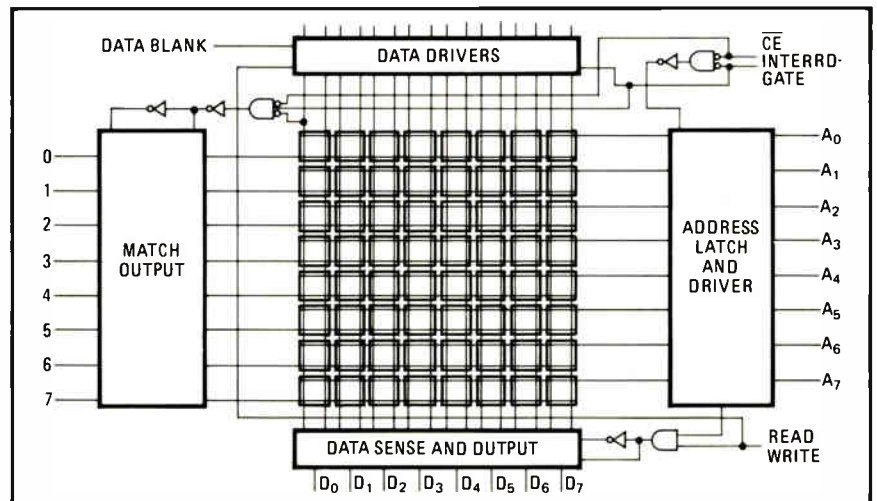 DATA BLANK
DATA DRIVERS
CE
INTERRD-
GATE
MATCH
OUTPUT
0
1
2
3
4
5
6
7
ADDRESS
LATCH
AND
DRIVER
A0
A1
A2
A3
A4
A5
A6
A7
DATA SENSE AND DUTPUT
READ
WRITE
D0 D1 D2 D3 D4 D5 D6 D7